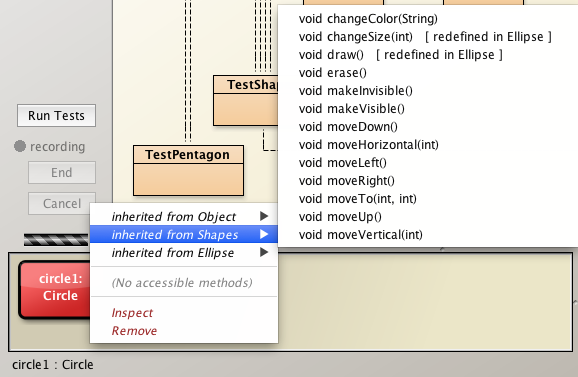 void changeColor(String)
void changeSize(int) [ redefined in Ellipse ]
void draw() [ redefined in Ellipse ]
void erase()
void makeInvisible()
void makeVisible()
void moveDown()
void moveHorizontal(int)
void moveLeft()
void moveRight()
void moveTo(int, int)
void moveUp()
void moveVertical(int)
TestShap
Run Tests
recording
End
Cancel
TestPentagon
inherited from Object
inherited from Shapes
inherited from Ellipse
(No accessible methods)
Inspect
Remove
circle1:
Circle
circle1 : Circle